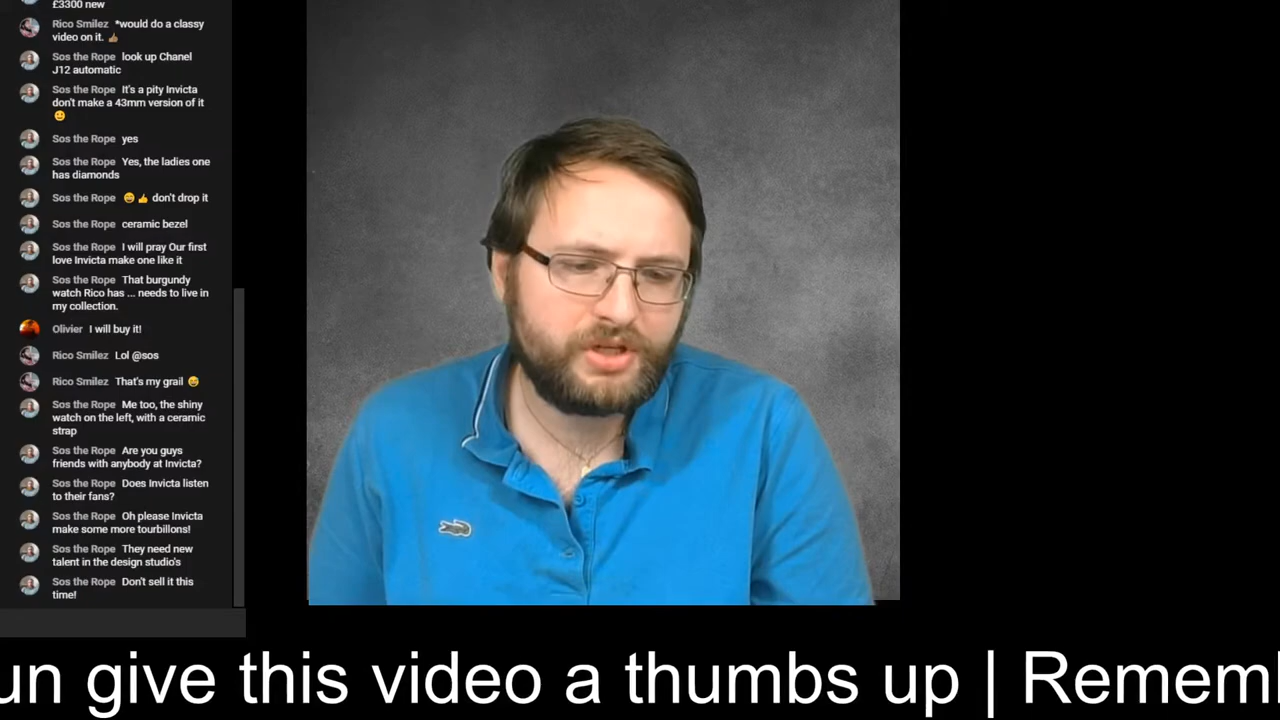 £3300 new
Rico Smilez *would do a classy
video on it. 👍🏽
Sos the Rope look up Chanel
J12 automatic
Sos the Rope It's a pity Invicta
don't make a 43mm version of it
🙂
Sos the Rope yes
Sos the Rope Yes, the ladies one
has diamonds
Sos the Rope 😄👍 don't drop it
Sos the Rope ceramic bezel
Sos the Rope I will pray Our first
love Invicta make one like it
Sos the Rope That burgundy
watch Rico has ... needs to live in
my collection.
Olivier I will buy it!
Rico Smilez Lol @sos
Rico Smilez That's my grail 😅
Sos the Rope Me too, the shiny
watch on the left, with a ceramic
strap
Sos the Rope Are you guys
friends with anybody at Invicta?
Sos the Rope Does Invicta listen
to their fans?
Sos the Rope Oh please Invicta
make some more tourbillons!
Sos the Rope They need new
talent in the design studio's
Sos the Rope Don't sell it this
time!
un give this video a thumbs up | Rememb